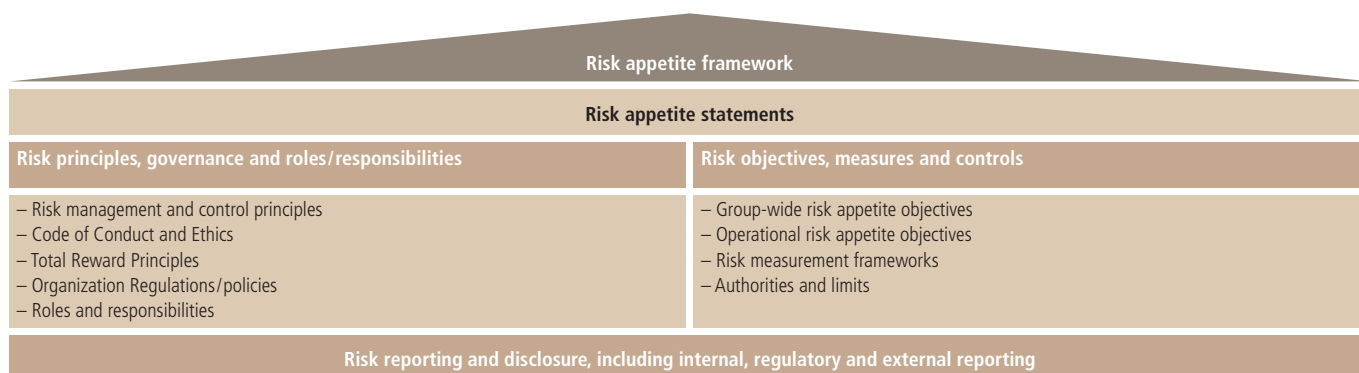 Risk appetite framework
Risk appetite statements
Risk principles, governance and roles/responsibilities
– Risk management and control principles
– Code of Conduct and Ethics
– Total Reward Principles
– Organization Regulations/policies
– Roles and responsibilities
Risk objectives, measures and controls
– Group-wide risk appetite objectives
– Operational risk appetite objectives
– Risk measurement frameworks
– Authorities and limits
Risk reporting and disclosure, including internal, regulatory and external reporting